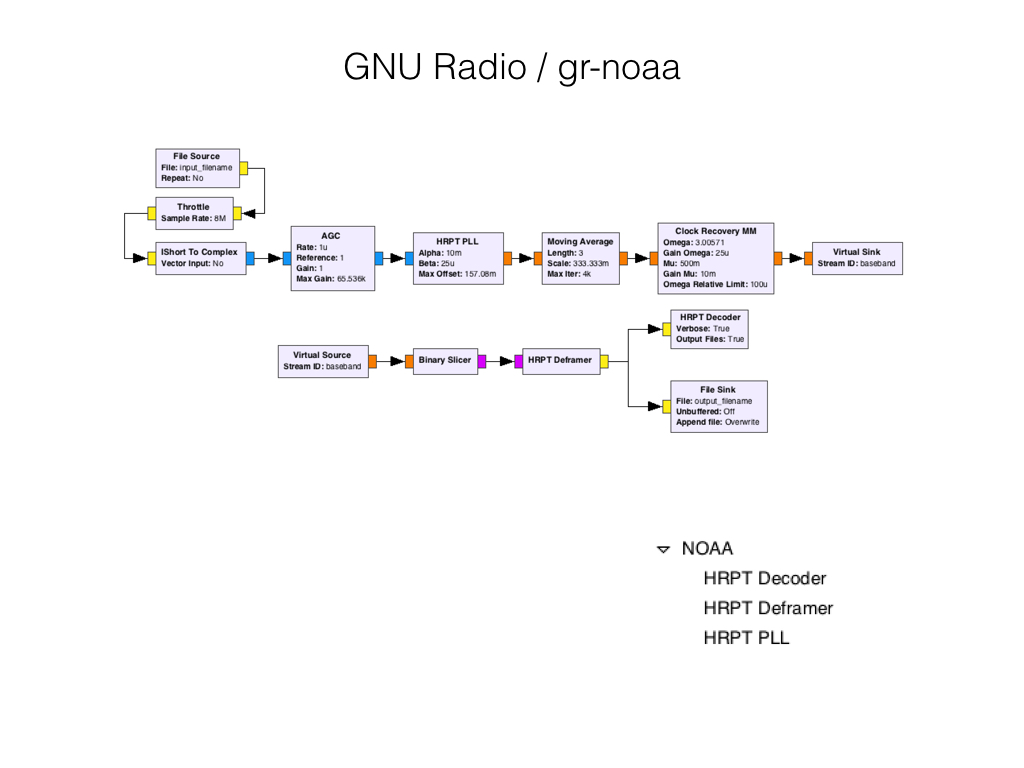 GNU Radio / gr-noaa
File Source
File: input_filename
Repeat: No
Throttle
Sample Rate: 8M
IShort To Complex
Vector Input: No
AGC
Rate: 1u
Reference: 1
Gain: 1
Max Gain: 65.536k
HRPT PLL
Alpha: 10m
Beta: 25u
Max Offset: 157.08m
Moving Average
Length: 3
Scale: 333.333m
Max Iter: 4k
Clock Recovery MM
Omega: 3.00571
Gain Omega: 25u
Mu: 500m
Gain Mu: 10m
Omega Relative Limit: 100u
Virtual Sink
Stream ID: baseband
Virtual Source
Stream ID: baseband
Binary Slicer
HRPT Deframer
HRPT Decoder
Verbose: True
Output Files: True
File Sink
File: output_filename
Unbuffered: Off
Append file: Overwrite
NOAA
HRPT Decoder
HRPT Deframer
HRPT PLL